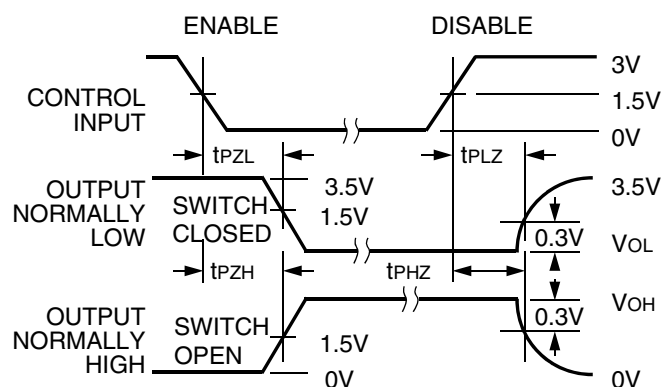 ENABLE
DISABLE
CONTROL
INPUT
3V
1.5V
0V
tPZL
tPLZ
OUTPUT
NORMALLY
LOW
SWITCH
CLOSED
3.5V
1.5V
3.5V
0.3V
VOL
tPZH
tPHZ
OUTPUT
NORMALLY
HIGH
SWITCH
OPEN
1.5V
0V
VOH
0.3V
0V